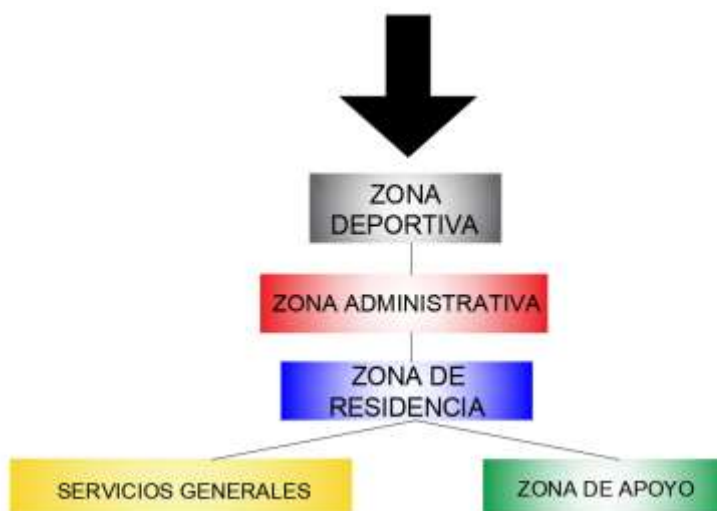 ZONA
DEPORTIVA
ZONA ADMINISTRATIVA
ZONA DE
RESIDENCIA
SERVICIOS GENERALES
ZONA DE APOYO